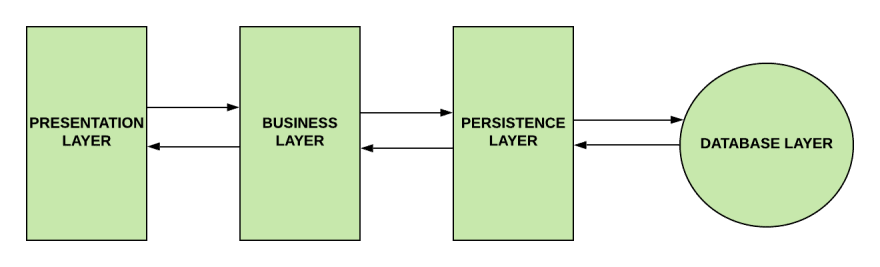 PRESENTATION
LAYER
BUSINESS
LAYER
PERSISTENCE
LAYER
DATABASE LAYER